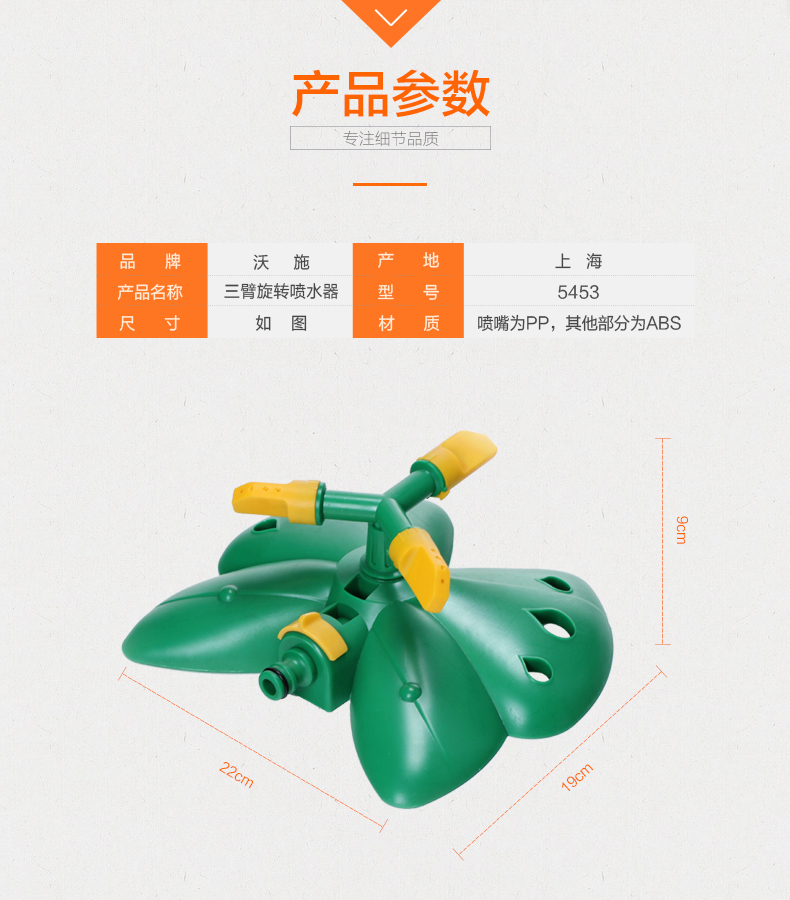 产品参数
专注细节品质
品 牌 沃 施 产 地 上 海
产品名称 三臂旋转喷水器 型 号 5453
尺 寸 如 图 材 质 喷嘴为PP，其他部分为ABS
9cm
22cm
19cm